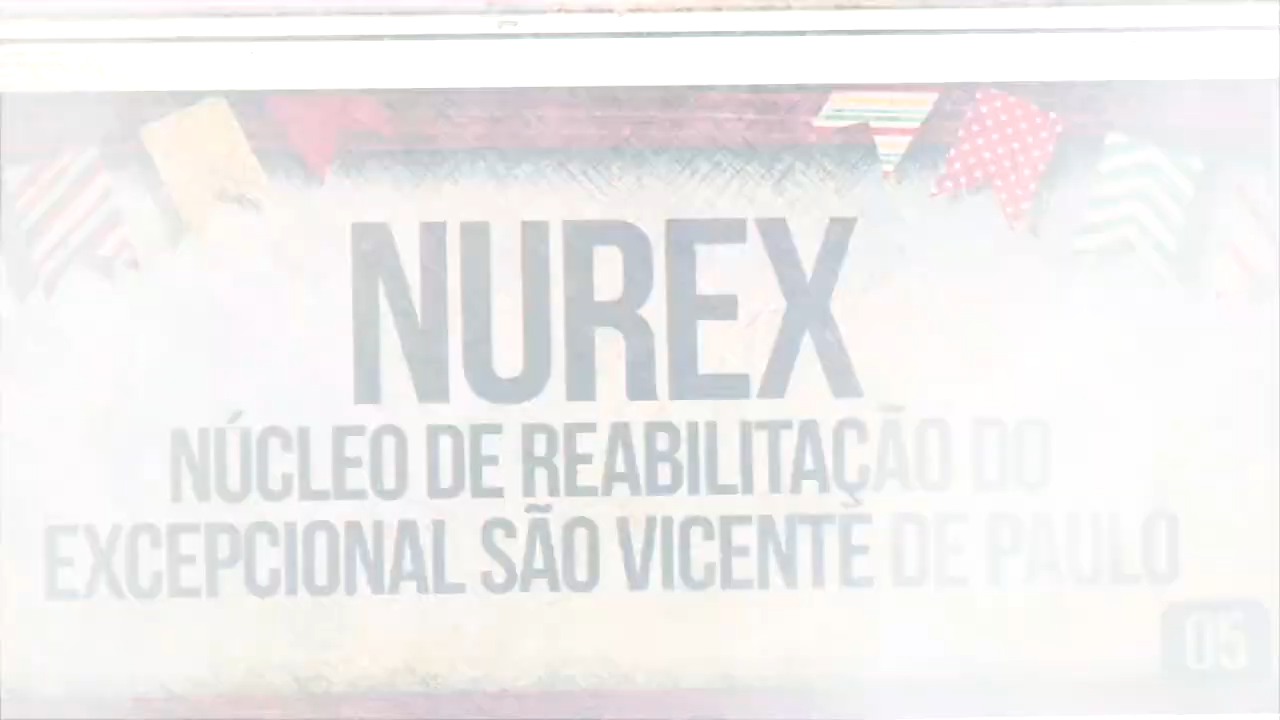 NUREX
NÚCLEO DE REABILITAÇÃO DO
EXCEPCIONAL SÃO VICENTE DE PAULO
05